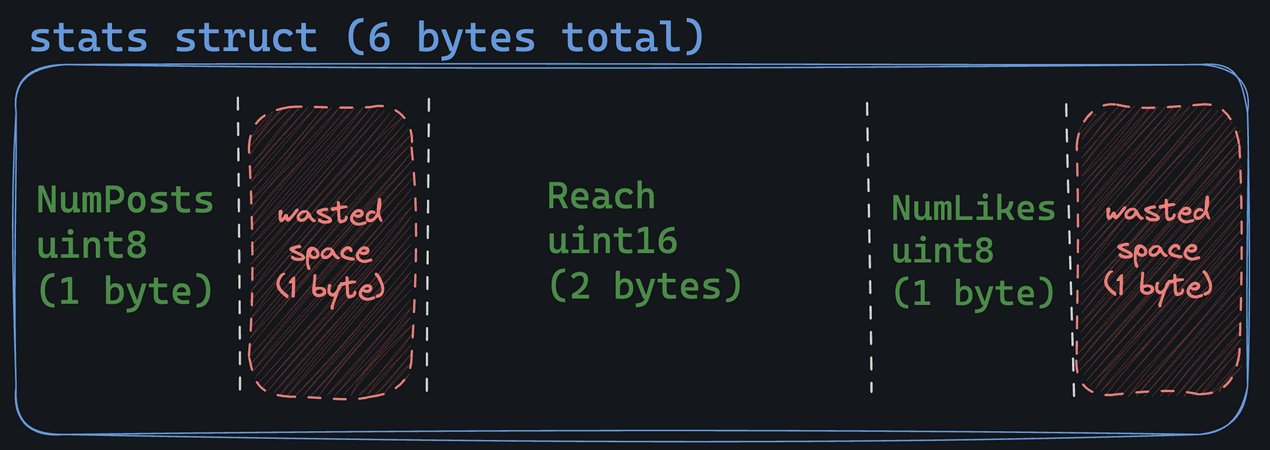 stats struct (6 bytes total)
NumPosts
uint8
(1 byte)
wasted
space
(1 byte)
Reach
uint16
(2 bytes)
NumLikes
uint8
(1 byte)
wasted
space
(1 byte)